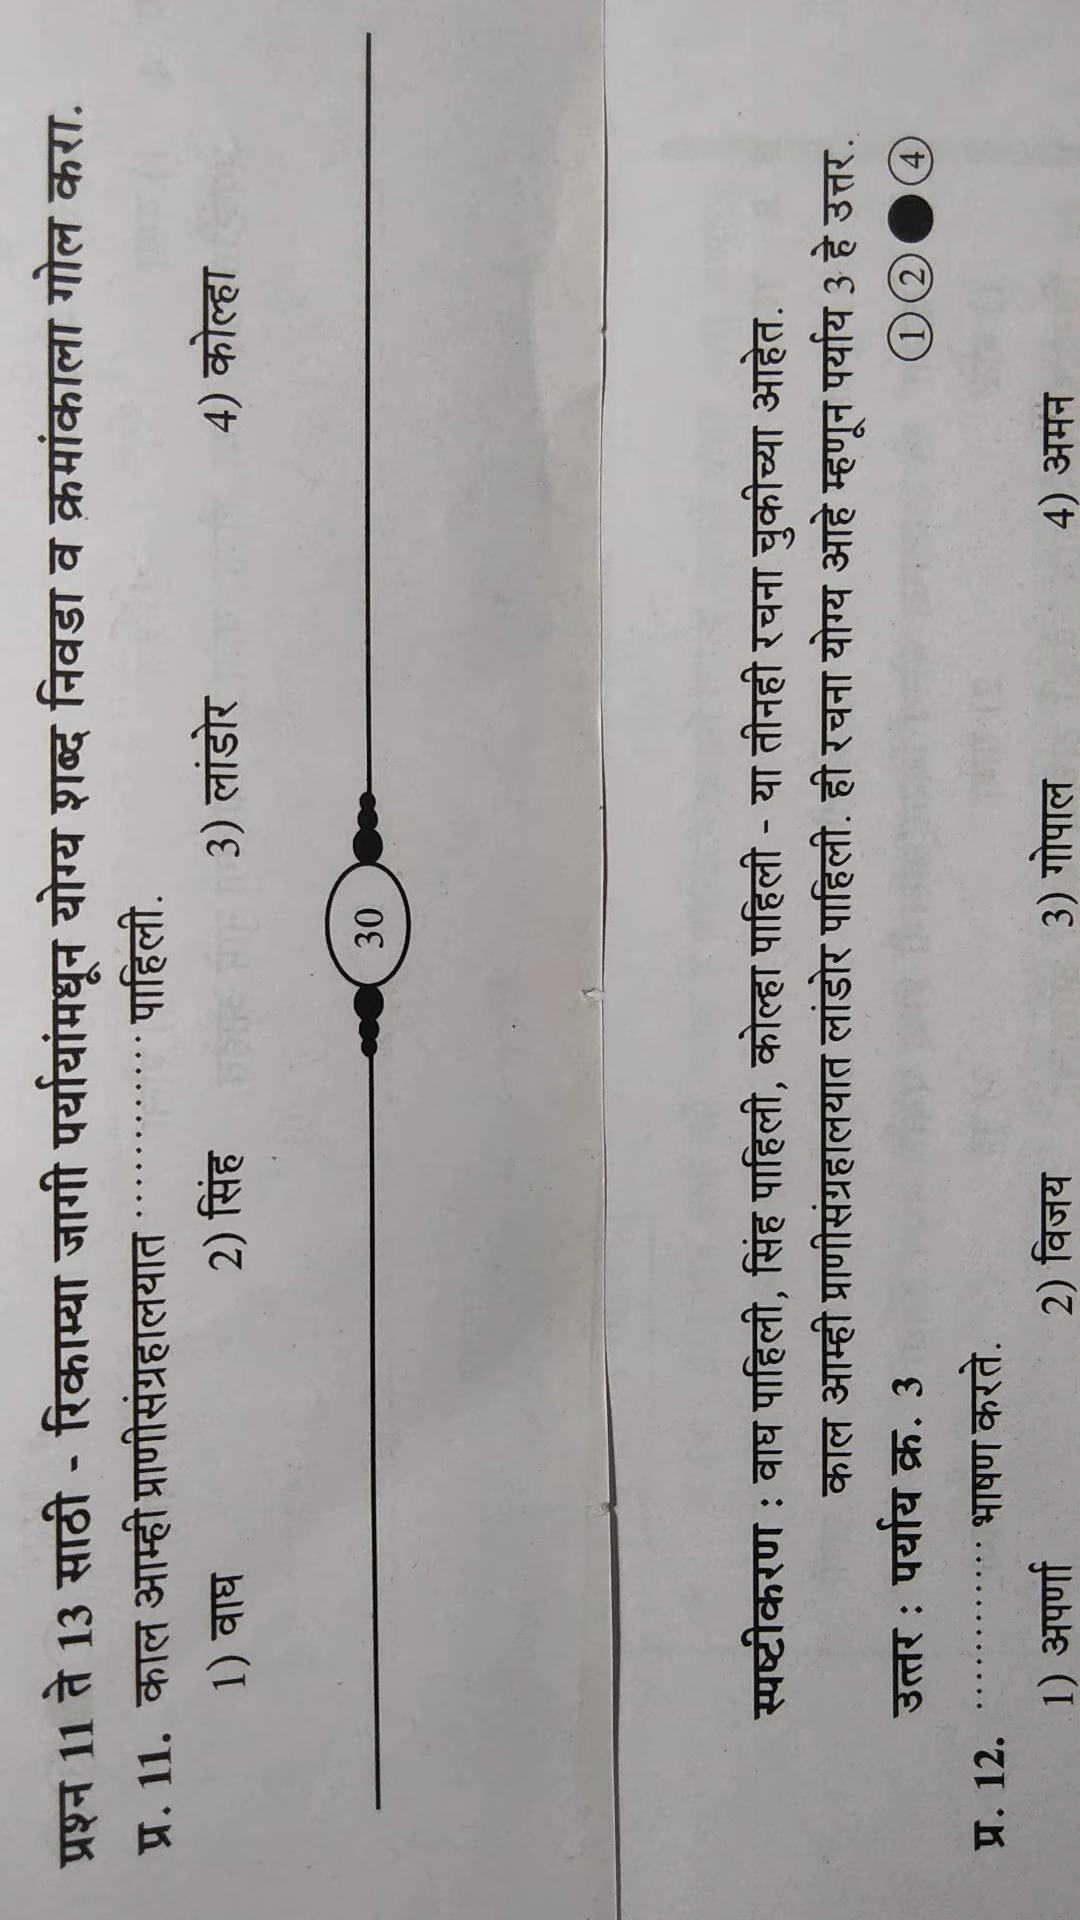 प्रश्न 11 ते 13 साठी - रिकाम्या जागी पर्यायांमधून योग्य शब्द निवडा व क्रमांकाला गोल करा.
प्र. 11. काल आम्ही प्राणीसंग्रहालयात ............ पाहिली.
1) वाघ 2) सिंह 3) लांडोर 4) कोल्हा
30
स्पष्टीकरण : वाघ पाहिली, सिंह पाहिली, कोल्हा पाहिली - या तीनही रचना चुकीच्या आहेत.
काल आम्ही प्राणीसंग्रहालयात लांडोर पाहिली. ही रचना योग्य आहे म्हणून पर्याय 3 हे उत्तर.
उत्तर : पर्याय क्र. 3 ① ② ● ④
प्र. 12. ............ भाषण करते.
1) अपर्णा 2) विजय 3) गोपाल 4) अमन